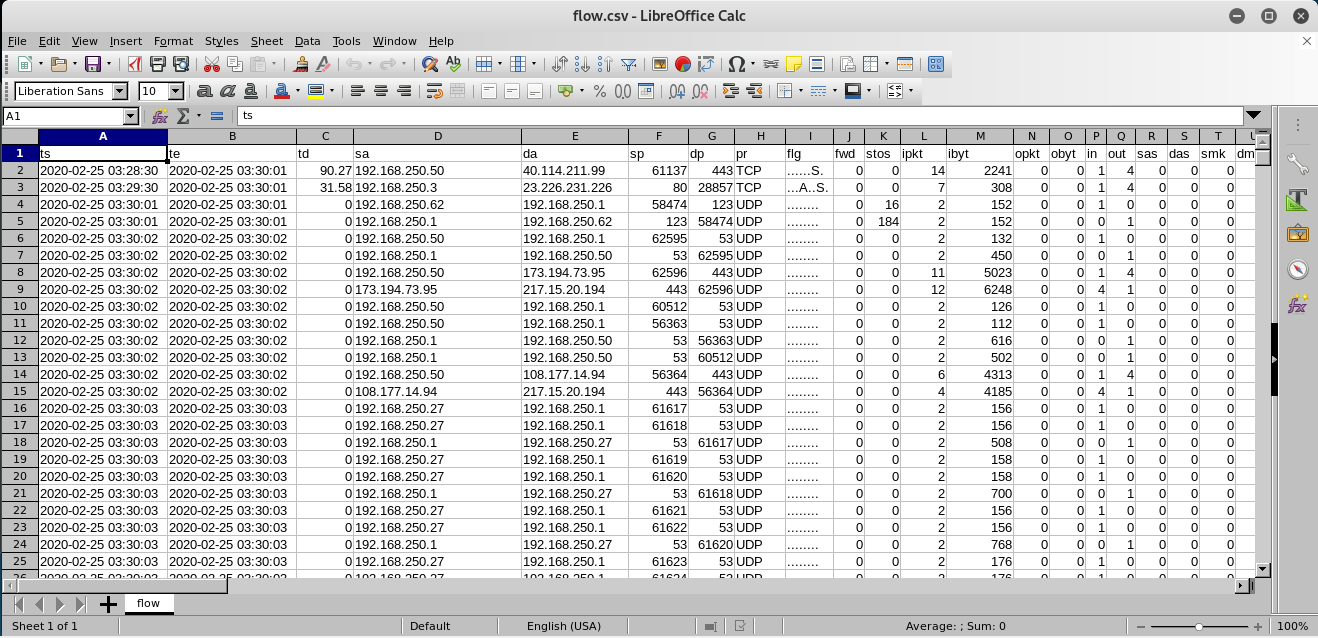 flow.csv - LibreOffice Calc
File Edit View Insert Format Styles Sheet Data Tools Window Help
Liberation Sans 10
A1 ts
A B C D E F G H I J K L M N O P Q R S T U
1 ts te td sa da sp dp pr flg fwd stos ipkt ibyt opkt obyt in out sas das smk dm
2 2020-02-25 03:28:30 2020-02-25 03:30:01 90.27 192.168.250.50 40.114.211.99 61137 443 TCP ......S. 0 0 14 2241 0 0 1 4 0 0 0
3 2020-02-25 03:29:30 2020-02-25 03:30:01 31.58 192.168.250.3 23.226.231.226 80 28857 TCP ...A..S. 0 0 7 308 0 0 1 4 0 0 0
4 2020-02-25 03:30:01 2020-02-25 03:30:01 0 192.168.250.62 192.168.250.1 58474 123 UDP ........ 0 16 2 152 0 0 1 0 0 0 0
5 2020-02-25 03:30:01 2020-02-25 03:30:01 0 192.168.250.1 192.168.250.62 123 58474 UDP ........ 0 184 2 152 0 0 0 1 0 0 0
6 2020-02-25 03:30:02 2020-02-25 03:30:02 0 192.168.250.50 192.168.250.1 62595 53 UDP ........ 0 0 2 132 0 0 1 0 0 0 0
7 2020-02-25 03:30:02 2020-02-25 03:30:02 0 192.168.250.1 192.168.250.50 53 62595 UDP ........ 0 0 2 450 0 0 0 1 0 0 0
8 2020-02-25 03:30:02 2020-02-25 03:30:02 0 192.168.250.50 173.194.73.95 62596 443 UDP ........ 0 0 11 5023 0 0 1 4 0 0 0
9 2020-02-25 03:30:02 2020-02-25 03:30:02 0 173.194.73.95 217.15.20.194 443 62596 UDP ........ 0 0 12 6248 0 0 4 1 0 0 0
10 2020-02-25 03:30:02 2020-02-25 03:30:02 0 192.168.250.50 192.168.250.1 60512 53 UDP ........ 0 0 2 126 0 0 1 0 0 0 0
11 2020-02-25 03:30:02 2020-02-25 03:30:02 0 192.168.250.50 192.168.250.1 56363 53 UDP ........ 0 0 2 112 0 0 1 0 0 0 0
12 2020-02-25 03:30:02 2020-02-25 03:30:02 0 192.168.250.1 192.168.250.50 53 56363 UDP ........ 0 0 2 616 0 0 0 1 0 0 0
13 2020-02-25 03:30:02 2020-02-25 03:30:02 0 192.168.250.1 192.168.250.50 53 60512 UDP ........ 0 0 2 502 0 0 0 1 0 0 0
14 2020-02-25 03:30:02 2020-02-25 03:30:02 0 192.168.250.50 108.177.14.94 56364 443 UDP ........ 0 0 6 4313 0 0 1 4 0 0 0
15 2020-02-25 03:30:02 2020-02-25 03:30:02 0 108.177.14.94 217.15.20.194 443 56364 UDP ........ 0 0 4 4185 0 0 4 1 0 0 0
16 2020-02-25 03:30:03 2020-02-25 03:30:03 0 192.168.250.27 192.168.250.1 61617 53 UDP ........ 0 0 2 156 0 0 1 0 0 0 0
17 2020-02-25 03:30:03 2020-02-25 03:30:03 0 192.168.250.27 192.168.250.1 61618 53 UDP ........ 0 0 2 156 0 0 1 0 0 0 0
18 2020-02-25 03:30:03 2020-02-25 03:30:03 0 192.168.250.1 192.168.250.27 53 61617 UDP ........ 0 0 2 508 0 0 0 1 0 0 0
19 2020-02-25 03:30:03 2020-02-25 03:30:03 0 192.168.250.27 192.168.250.1 61619 53 UDP ........ 0 0 2 158 0 0 1 0 0 0 0
20 2020-02-25 03:30:03 2020-02-25 03:30:03 0 192.168.250.27 192.168.250.1 61620 53 UDP ........ 0 0 2 158 0 0 1 0 0 0 0
21 2020-02-25 03:30:03 2020-02-25 03:30:03 0 192.168.250.1 192.168.250.27 53 61618 UDP ........ 0 0 2 700 0 0 0 1 0 0 0
22 2020-02-25 03:30:03 2020-02-25 03:30:03 0 192.168.250.27 192.168.250.1 61621 53 UDP ........ 0 0 2 156 0 0 1 0 0 0 0
23 2020-02-25 03:30:03 2020-02-25 03:30:03 0 192.168.250.27 192.168.250.1 61622 53 UDP ........ 0 0 2 156 0 0 1 0 0 0 0
24 2020-02-25 03:30:03 2020-02-25 03:30:03 0 192.168.250.1 192.168.250.27 53 61620 UDP ........ 0 0 2 768 0 0 0 1 0 0 0
25 2020-02-25 03:30:03 2020-02-25 03:30:03 0 192.168.250.27 192.168.250.1 61623 53 UDP ........ 0 0 2 176 0 0 1 0 0 0 0
26 2020-02-25 03:30:03 2020-02-25 03:30:03 0 192.168.250.27 192.168.250.1 61624 53 UDP ........ 0 0 2 176 0 0 1 0 0 0 0
flow
Sheet 1 of 1 Default English (USA) Average: ; Sum: 0 100%